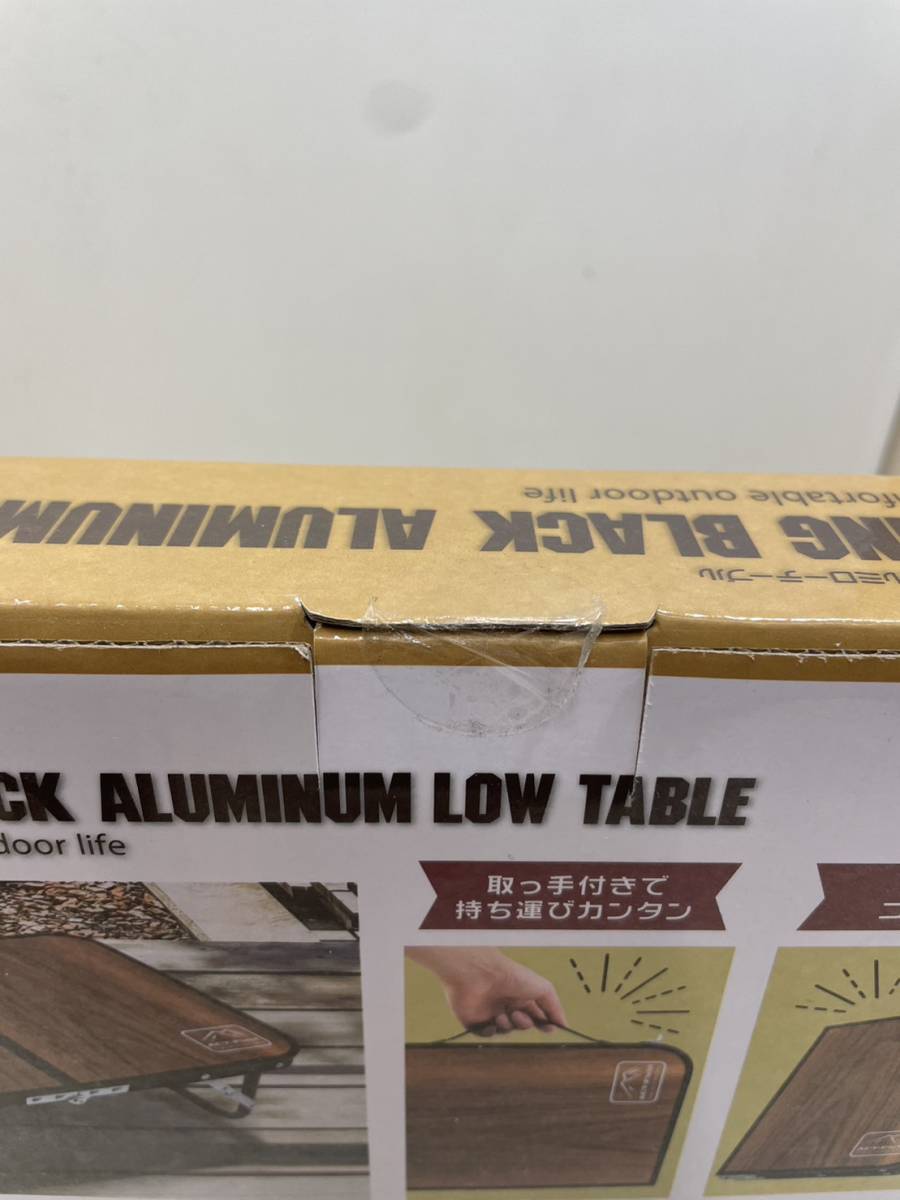 ING BLACK ALUMINUM
fortable outdoor life
ルミローテーブル
CK ALUMINUM LOW TABLE
door life
取っ手付きで
持ち運びカンタン